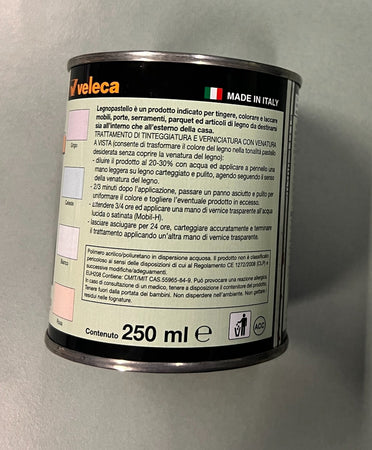 veleca
MADE IN ITALY
Legnopastello è un prodotto indicato per tingere, colorare e laccare
mobili, porte, serramenti, parquet ed articoli di legno da destinarsi
sia all'interno che all'esterno della casa.
TRATTAMENTO DI TINTEGGIATURA E VERNICIATURA CON VENATURA
A VISTA (consente di trasformare il colore del legno nella tonalità pastello
desiderata senza coprire la venatura del legno):
- diluire il prodotto al 20-30% con acqua ed applicare a pennello una
mano leggera su legno carteggiato e pulito, agendo seguendo il senso
della venatura del legno.
- 2/3 minuti dopo l'applicazione, passare un panno asciutto e pulito per
uniformare il colore e togliere l'eventuale prodotto in eccesso.
- attendere 3/4 ore ed applicare una mano di vernice trasparente all'acqua
lucida o satinata (Mobil-H).
- lasciare asciugare per 24 ore, carteggiare accuratamente e terminare
il trattamento applicando un'altra mano di vernice trasparente.
Polimero acrilico/poliuretano in dispersione acquosa. Il prodotto non è classificato
pericoloso ai sensi delle disposizioni di cui al Regolamento CE 1272/2008 (CLP) e
successive modifiche/adeguamenti.
EUH208 Contiene: CMIT/MIT CAS.55965-84-9. Può provocare una reazione allergica.
In caso di consultazione di un medico, tenere a disposizione il contenitore del prodotto.
Tenere fuori dalla portata dei bambini. Non disperdere nell'ambiente. Non gettare i
residui nelle fognature.
Contenuto 250 ml e
ACC
Grigio
Celeste
Bianco
Rosa